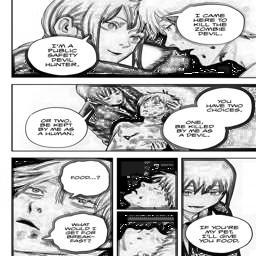 I CAME
HERE TO
KILL THE
ZOMBIE
DEVIL.
I'M A
PUBLIC
SAFETY
DEVIL
HUNTER.
YOU
HAVE TWO
CHOICES.
ONE,
BE KILLED
BY ME AS
A DEVIL.
OR TWO,
BE KEPT
BY ME AS
A HUMAN.
FOOD...?
WHAT
WOULD I
GET FOR
BREAK-
FAST?
IF YOU'RE
MY PET,
I'LL GIVE
YOU FOOD.